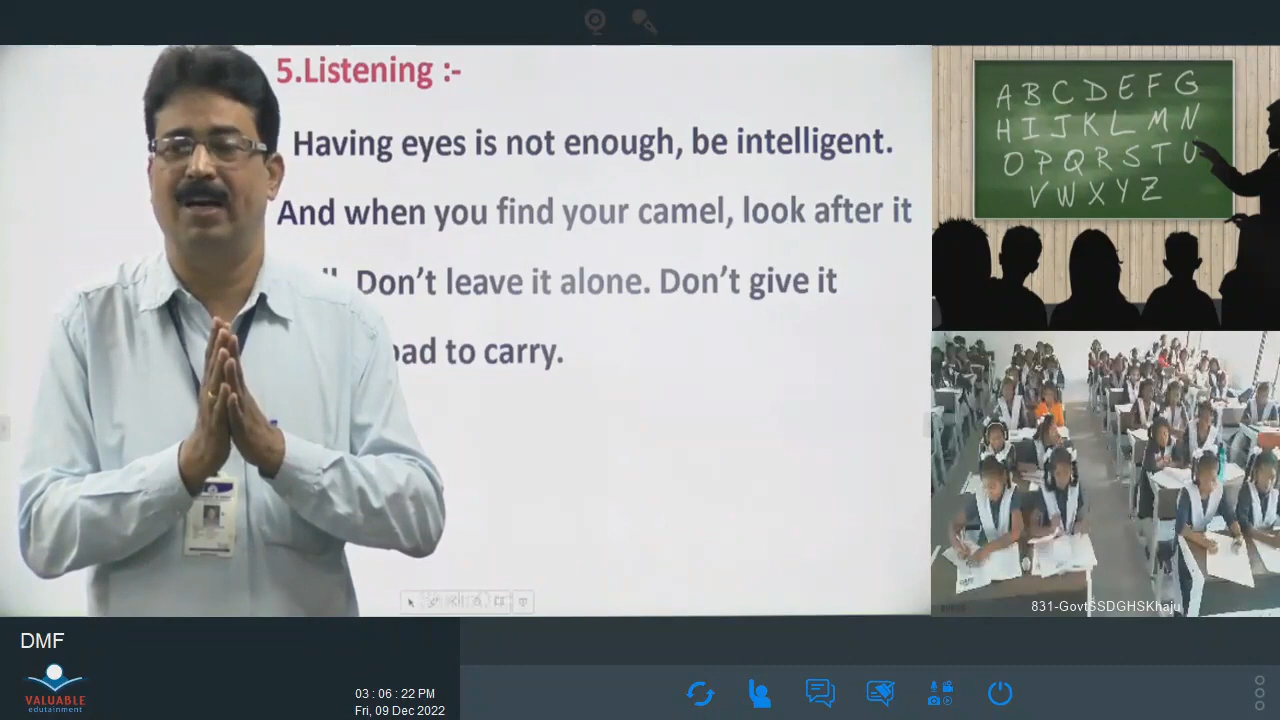 5.Listening :-
Having eyes is not enough, be intelligent.
And when you find your camel, look after it
Don't leave it alone. Don't give it
to carry.
A B C D E F G
H I J K L M N
O P Q R S T U
V W X Y Z
831-GovtSSDGHSKhaju
DMF
VALUABLE
edutainment
03 : 06 : 22 PM
Fri, 09 Dec 2022